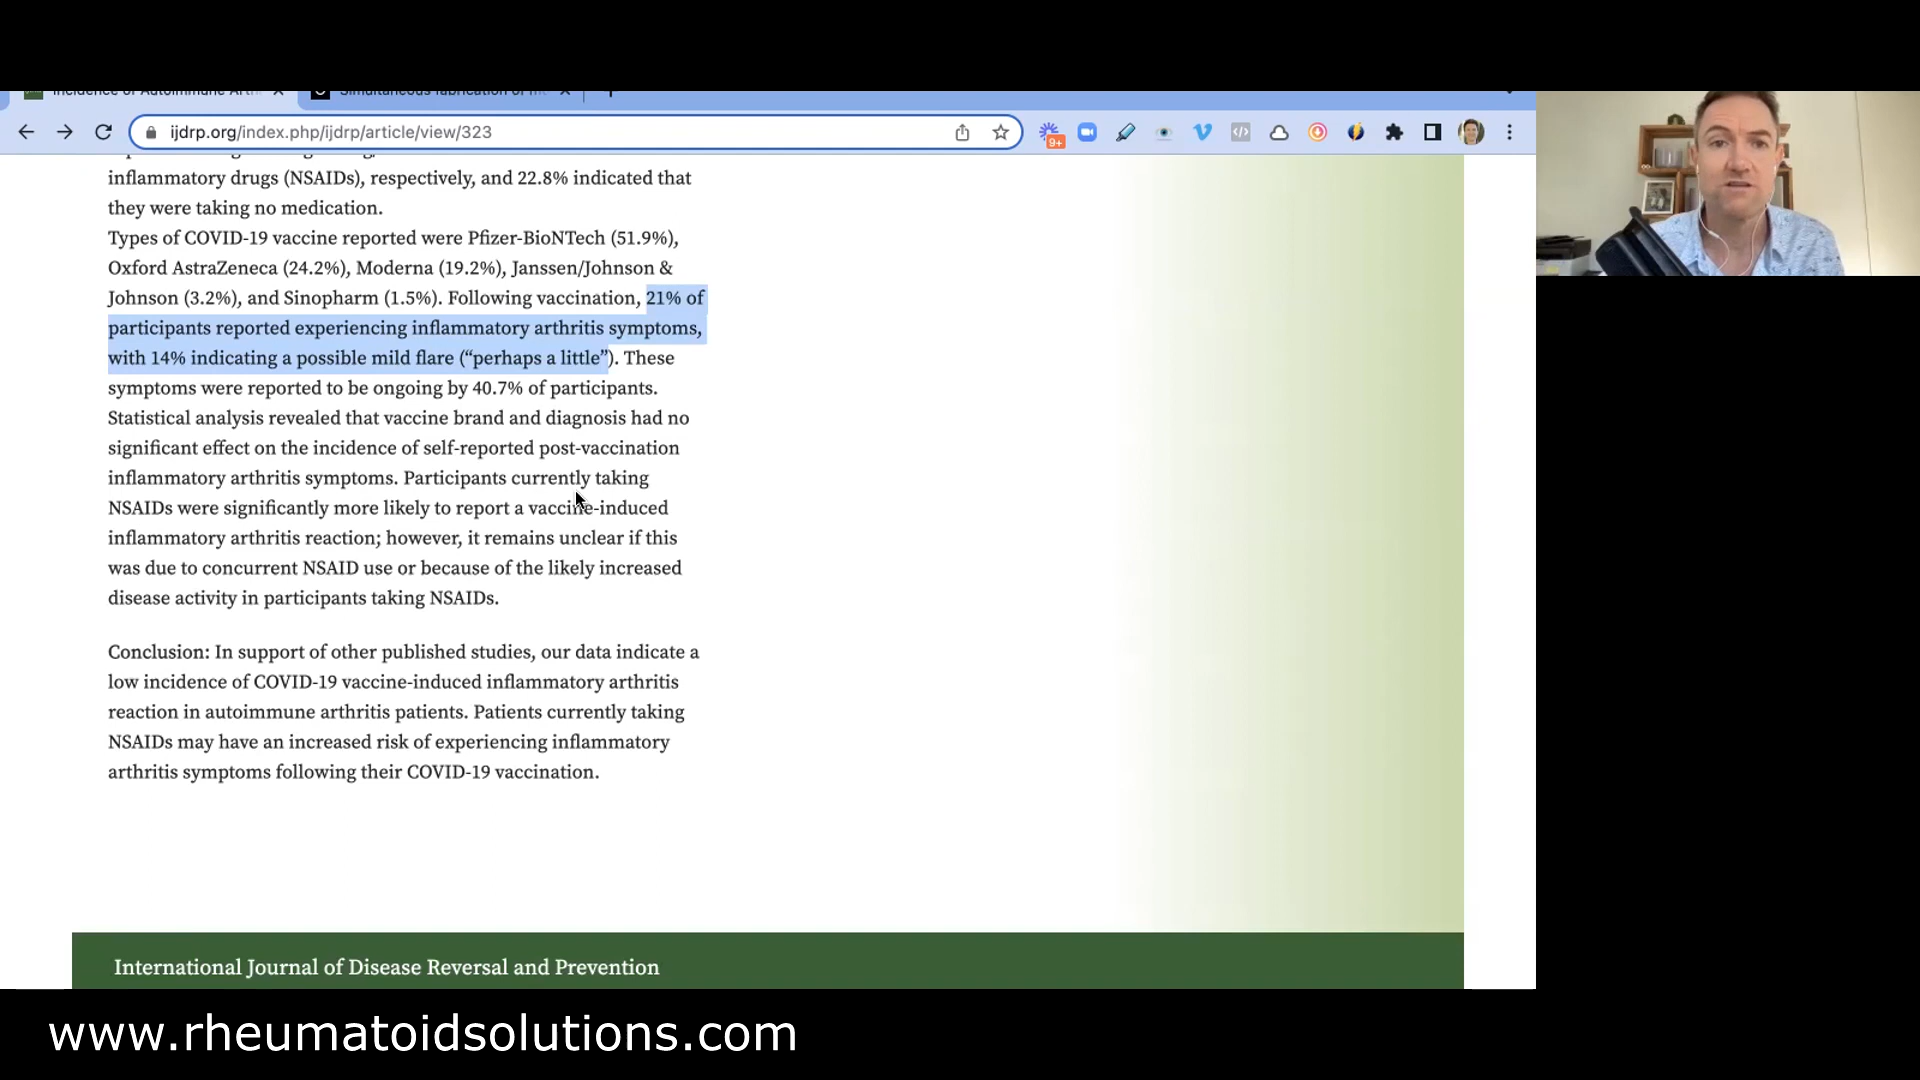 Incidence of Autoimmune Arth
Simultaneous fabrication of m
ijdrp.org/index.php/ijdrp/article/view/323
9+
inflammatory drugs (NSAIDs), respectively, and 22.8% indicated that
they were taking no medication.
Types of COVID-19 vaccine reported were Pfizer-BioNTech (51.9%),
Oxford AstraZeneca (24.2%), Moderna (19.2%), Janssen/Johnson &
Johnson (3.2%), and Sinopharm (1.5%). Following vaccination, 21% of
participants reported experiencing inflammatory arthritis symptoms,
with 14% indicating a possible mild flare (“perhaps a little”). These
symptoms were reported to be ongoing by 40.7% of participants.
Statistical analysis revealed that vaccine brand and diagnosis had no
significant effect on the incidence of self-reported post-vaccination
inflammatory arthritis symptoms. Participants currently taking
NSAIDs were significantly more likely to report a vaccine-induced
inflammatory arthritis reaction; however, it remains unclear if this
was due to concurrent NSAID use or because of the likely increased
disease activity in participants taking NSAIDs.
Conclusion: In support of other published studies, our data indicate a
low incidence of COVID-19 vaccine-induced inflammatory arthritis
reaction in autoimmune arthritis patients. Patients currently taking
NSAIDs may have an increased risk of experiencing inflammatory
arthritis symptoms following their COVID-19 vaccination.
International Journal of Disease Reversal and Prevention
www.rheumatoidsolutions.com